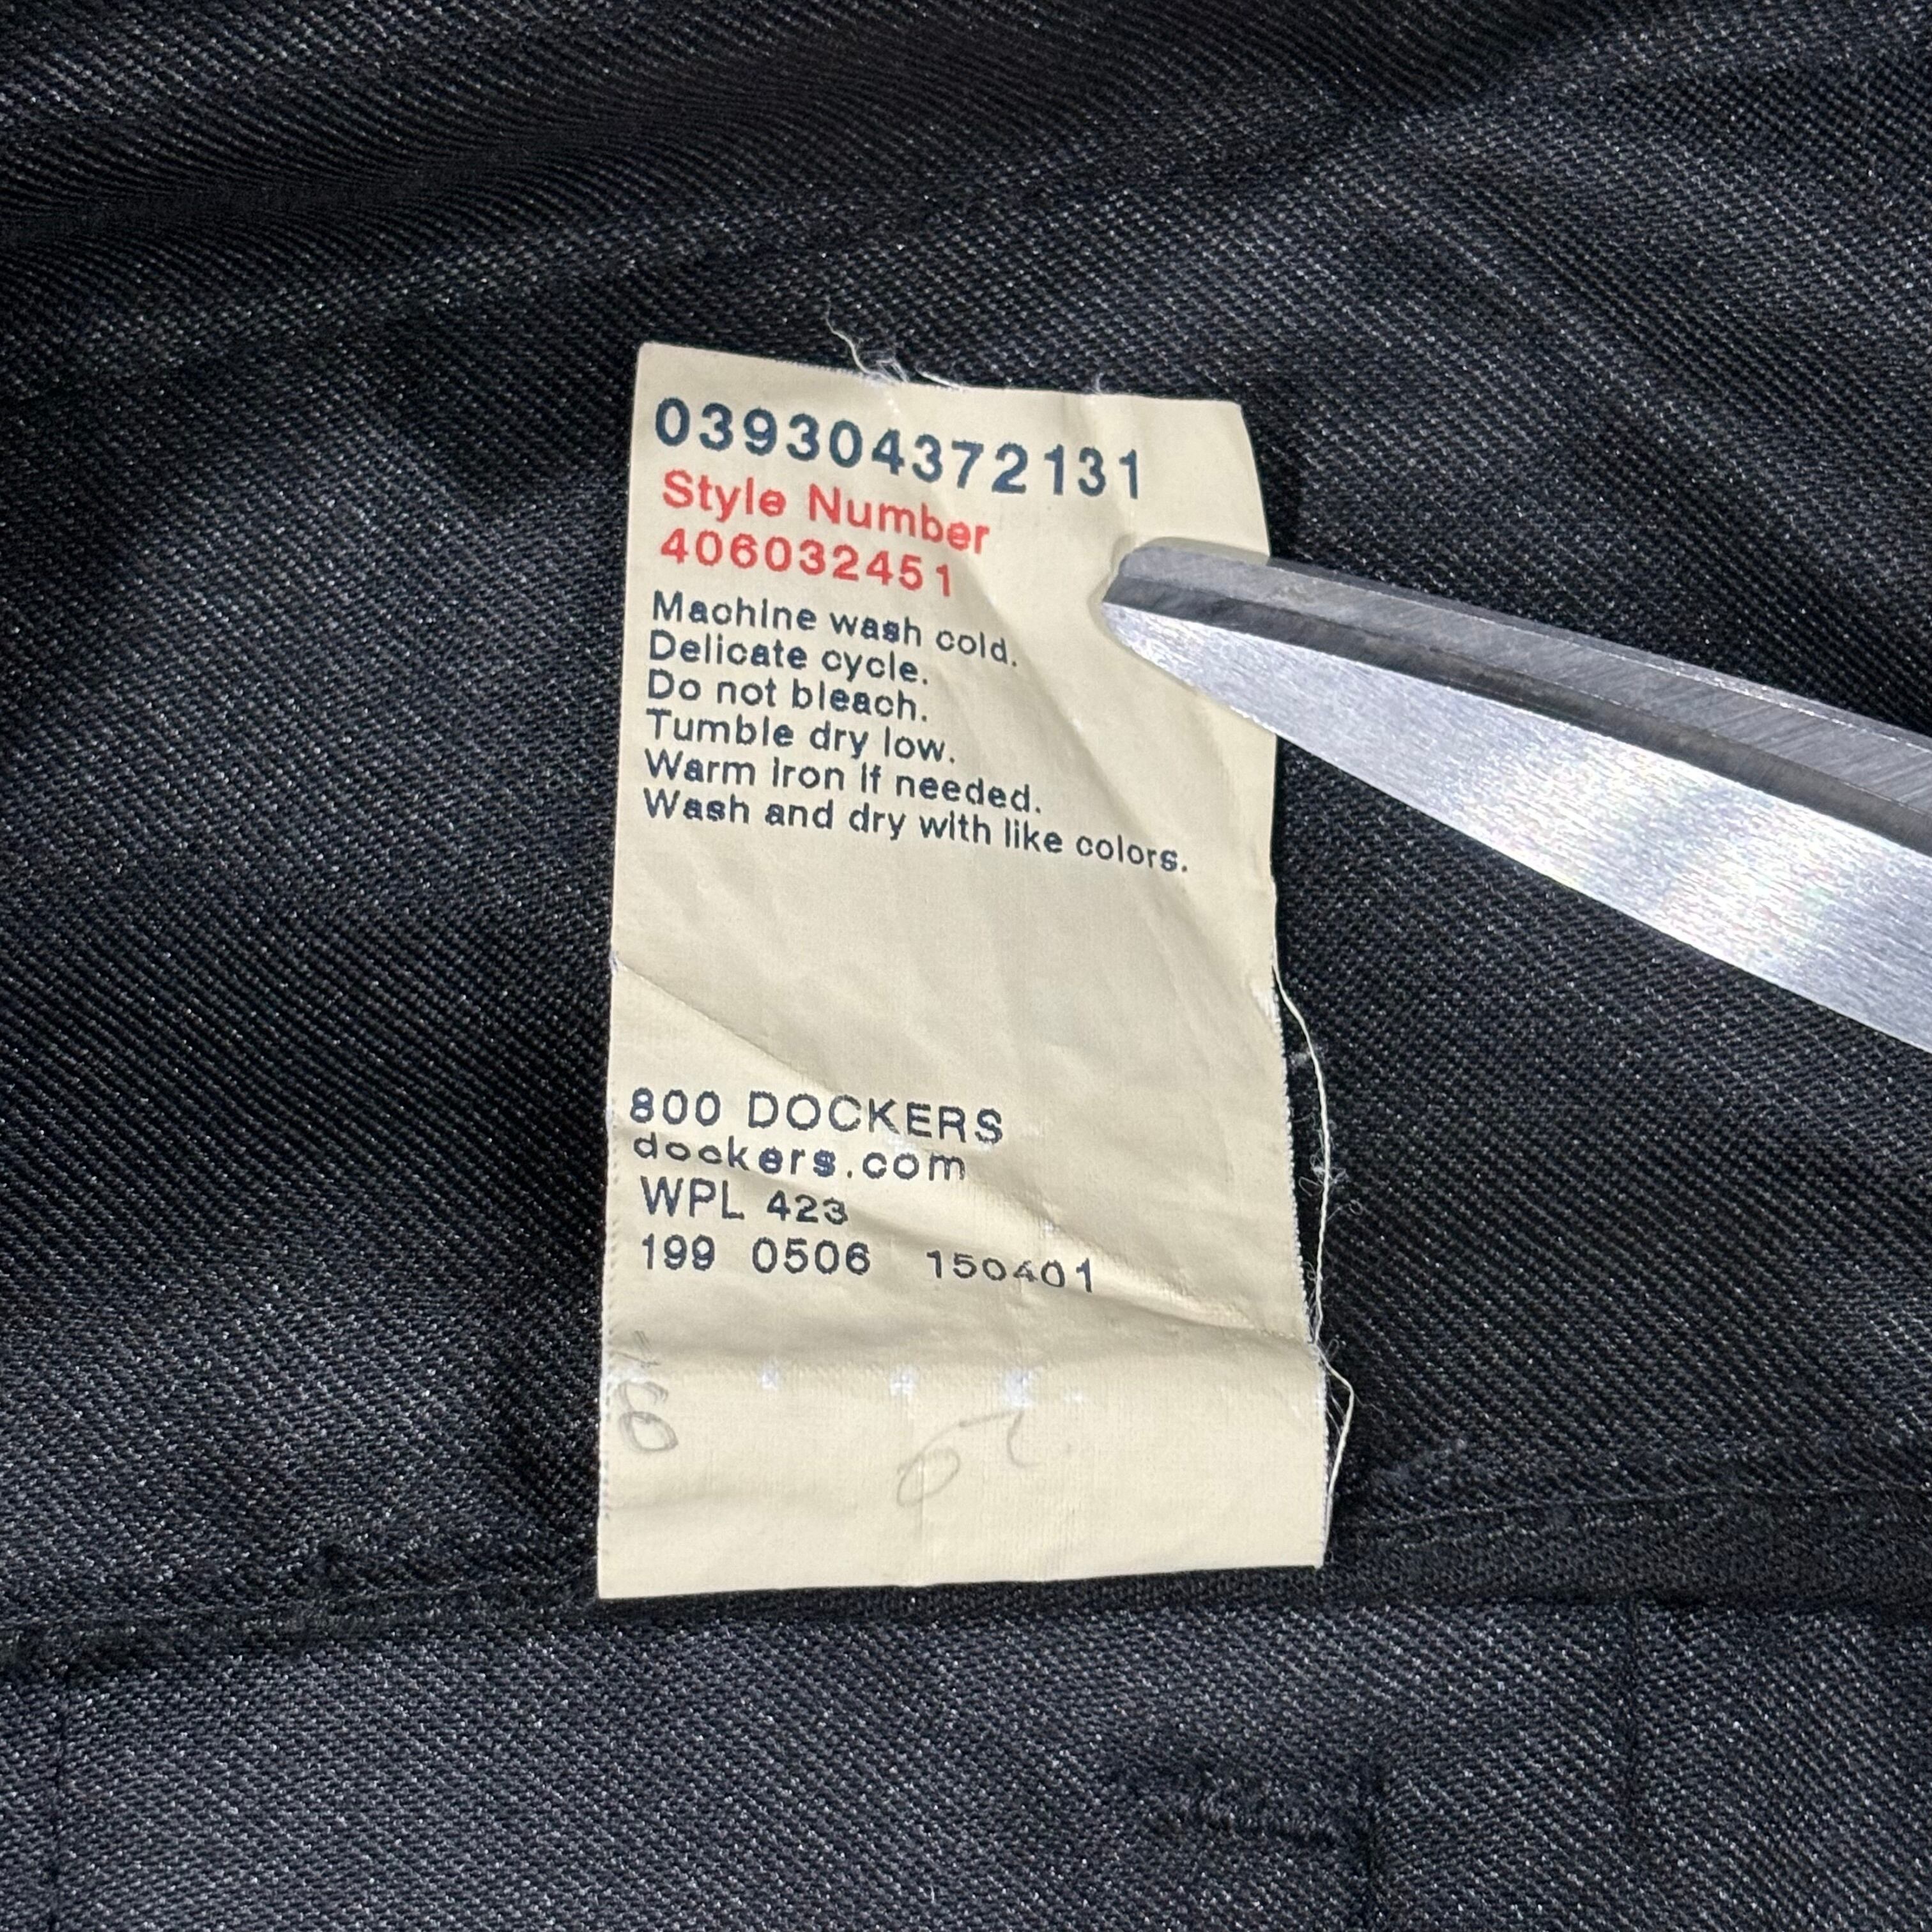 039304372131
Style Number
406032451
Machine wash cold.
Delicate cycle.
Do not bleach.
Tumble dry low.
Warm iron if needed.
Wash and dry with like colors.
800 DOCKERS
dockers.com
WPL 423
199 0506 150401